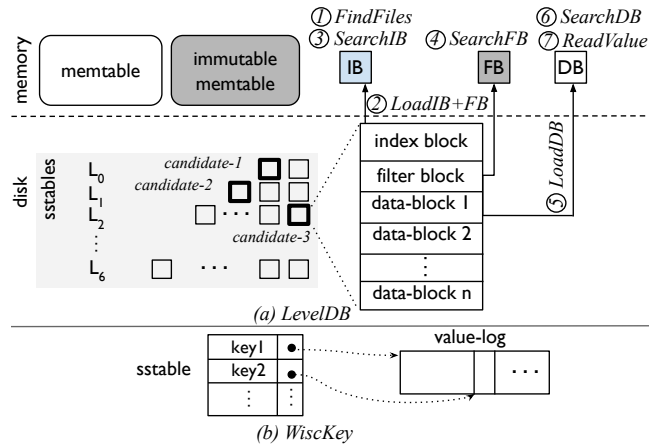 ① FindFiles
③ SearchIB
④ SearchFB
⑥ SearchDB
⑦ ReadValue
memory
memtable
immutable
memtable
IB
FB
DB
② LoadIB+FB
disk
sstables
L0
L1
L2
⋮
L6
candidate-1
candidate-2
candidate-3
···
···
index block
filter block
data-block 1
data-block 2
⋮
data-block n
⑤ LoadDB
(a) LevelDB
sstable
key1
key2
⋮
⋮
value-log
···
(b) WiscKey